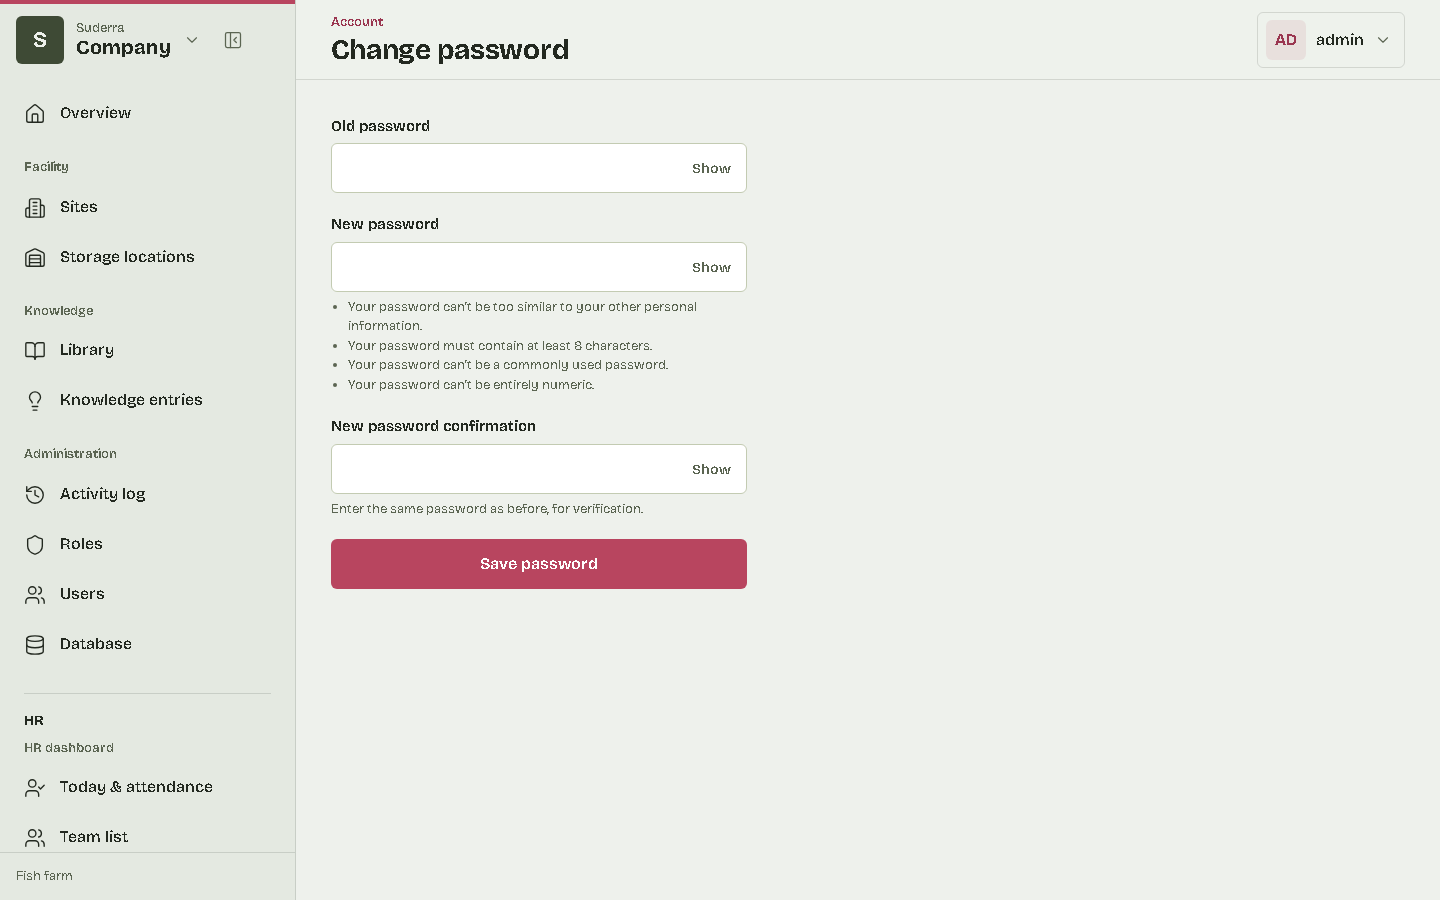 S
Suderra
Company
Overview
Facility
Sites
Storage locations
Knowledge
Library
Knowledge entries
Administration
Activity log
Roles
Users
Database
HR
HR dashboard
Today & attendance
Team list
Fish farm
Account
Change password
AD
admin
Old password
Show
New password
Show
• Your password can't be too similar to your other personal
information.
• Your password must contain at least 8 characters.
• Your password can't be a commonly used password.
• Your password can't be entirely numeric.
New password confirmation
Show
Enter the same password as before, for verification.
Save password